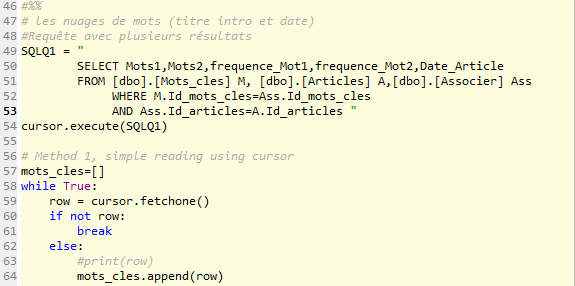 46 #%%
47 # les nuages de mots (titre intro et date)
48 #Requête avec plusieurs résultats
49 SQLQ1 = "
50         SELECT Mots1,Mots2,frequence_Mot1,frequence_Mot2,Date_Article
51         FROM [dbo].[Mots_cles] M, [dbo].[Articles] A,[dbo].[Associer] Ass
52             WHERE M.Id_mots_cles=Ass.Id_mots_cles
53             AND Ass.Id_articles=A.Id_articles "
54 cursor.execute(SQLQ1)
55
56 # Method 1, simple reading using cursor
57 mots_cles=[]
58 while True:
59     row = cursor.fetchone()
60     if not row:
61         break
62     else:
63         #print(row)
64         mots_cles.append(row)